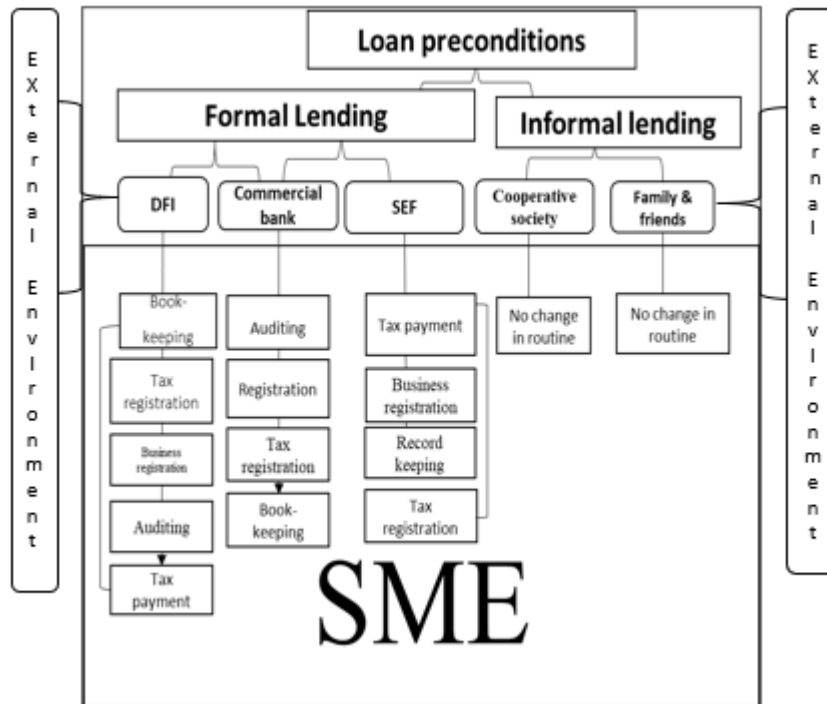 Loan preconditions
Formal Lending
Informal lending
DFI
Commercial
bank
SEF
Cooperative
society
Family &
friends
Book-
keeping
Tax
registration
Business
registration
Auditing
Tax
payment
Auditing
Registration
Tax
registration
Book-
keeping
Tax payment
Business
registration
Record
keeping
Tax
registration
No change
in routine
No change in
routine
SME
E
X
t
e
r
n
a
l
E
n
v
I
r
o
n
m
e
n
t
E
X
t
e
r
n
a
l
E
n
v
I
r
o
n
m
e
n
t